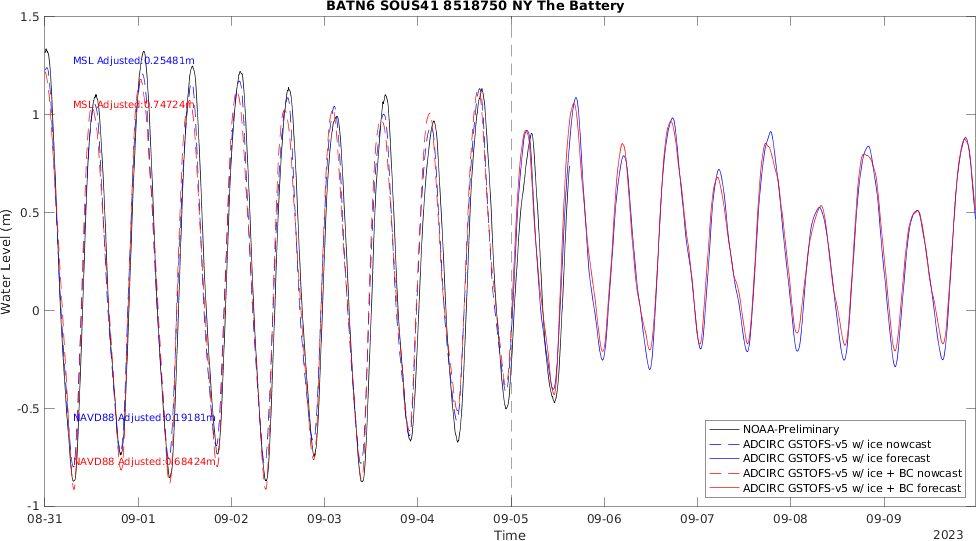 BATN6 SOUS41 8518750 NY The Battery
1.5
MSL Adjusted:0.25481m
MSL Adjusted:0.74724m
1
0.5
Water Level (m)
0
-0.5
NAVD88 Adjusted:0.19181m
NAVD88 Adjusted:0.68424m
-1
NOAA-Preliminary
ADCIRC GSTOFS-v5 w/ ice nowcast
ADCIRC GSTOFS-v5 w/ ice forecast
ADCIRC GSTOFS-v5 w/ ice + BC nowcast
ADCIRC GSTOFS-v5 w/ ice + BC forecast
08-31 09-01 09-02 09-03 09-04 09-05 09-06 09-07 09-08 09-09
Time
2023